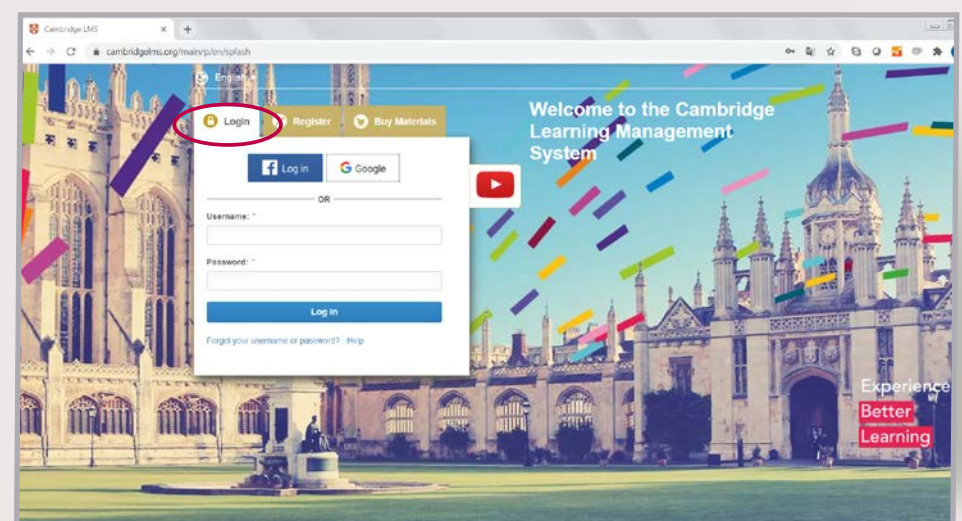 Cambridge LMS
cambridgelms.org/main/p/en/splash
English
Login
Register
Buy Materials
Welcome to the Cambridge
Learning Management
System
Log in
Google
OR
Username: *
Password: *
Log in
Forgot your username or password? Help
Experience
Better
Learning